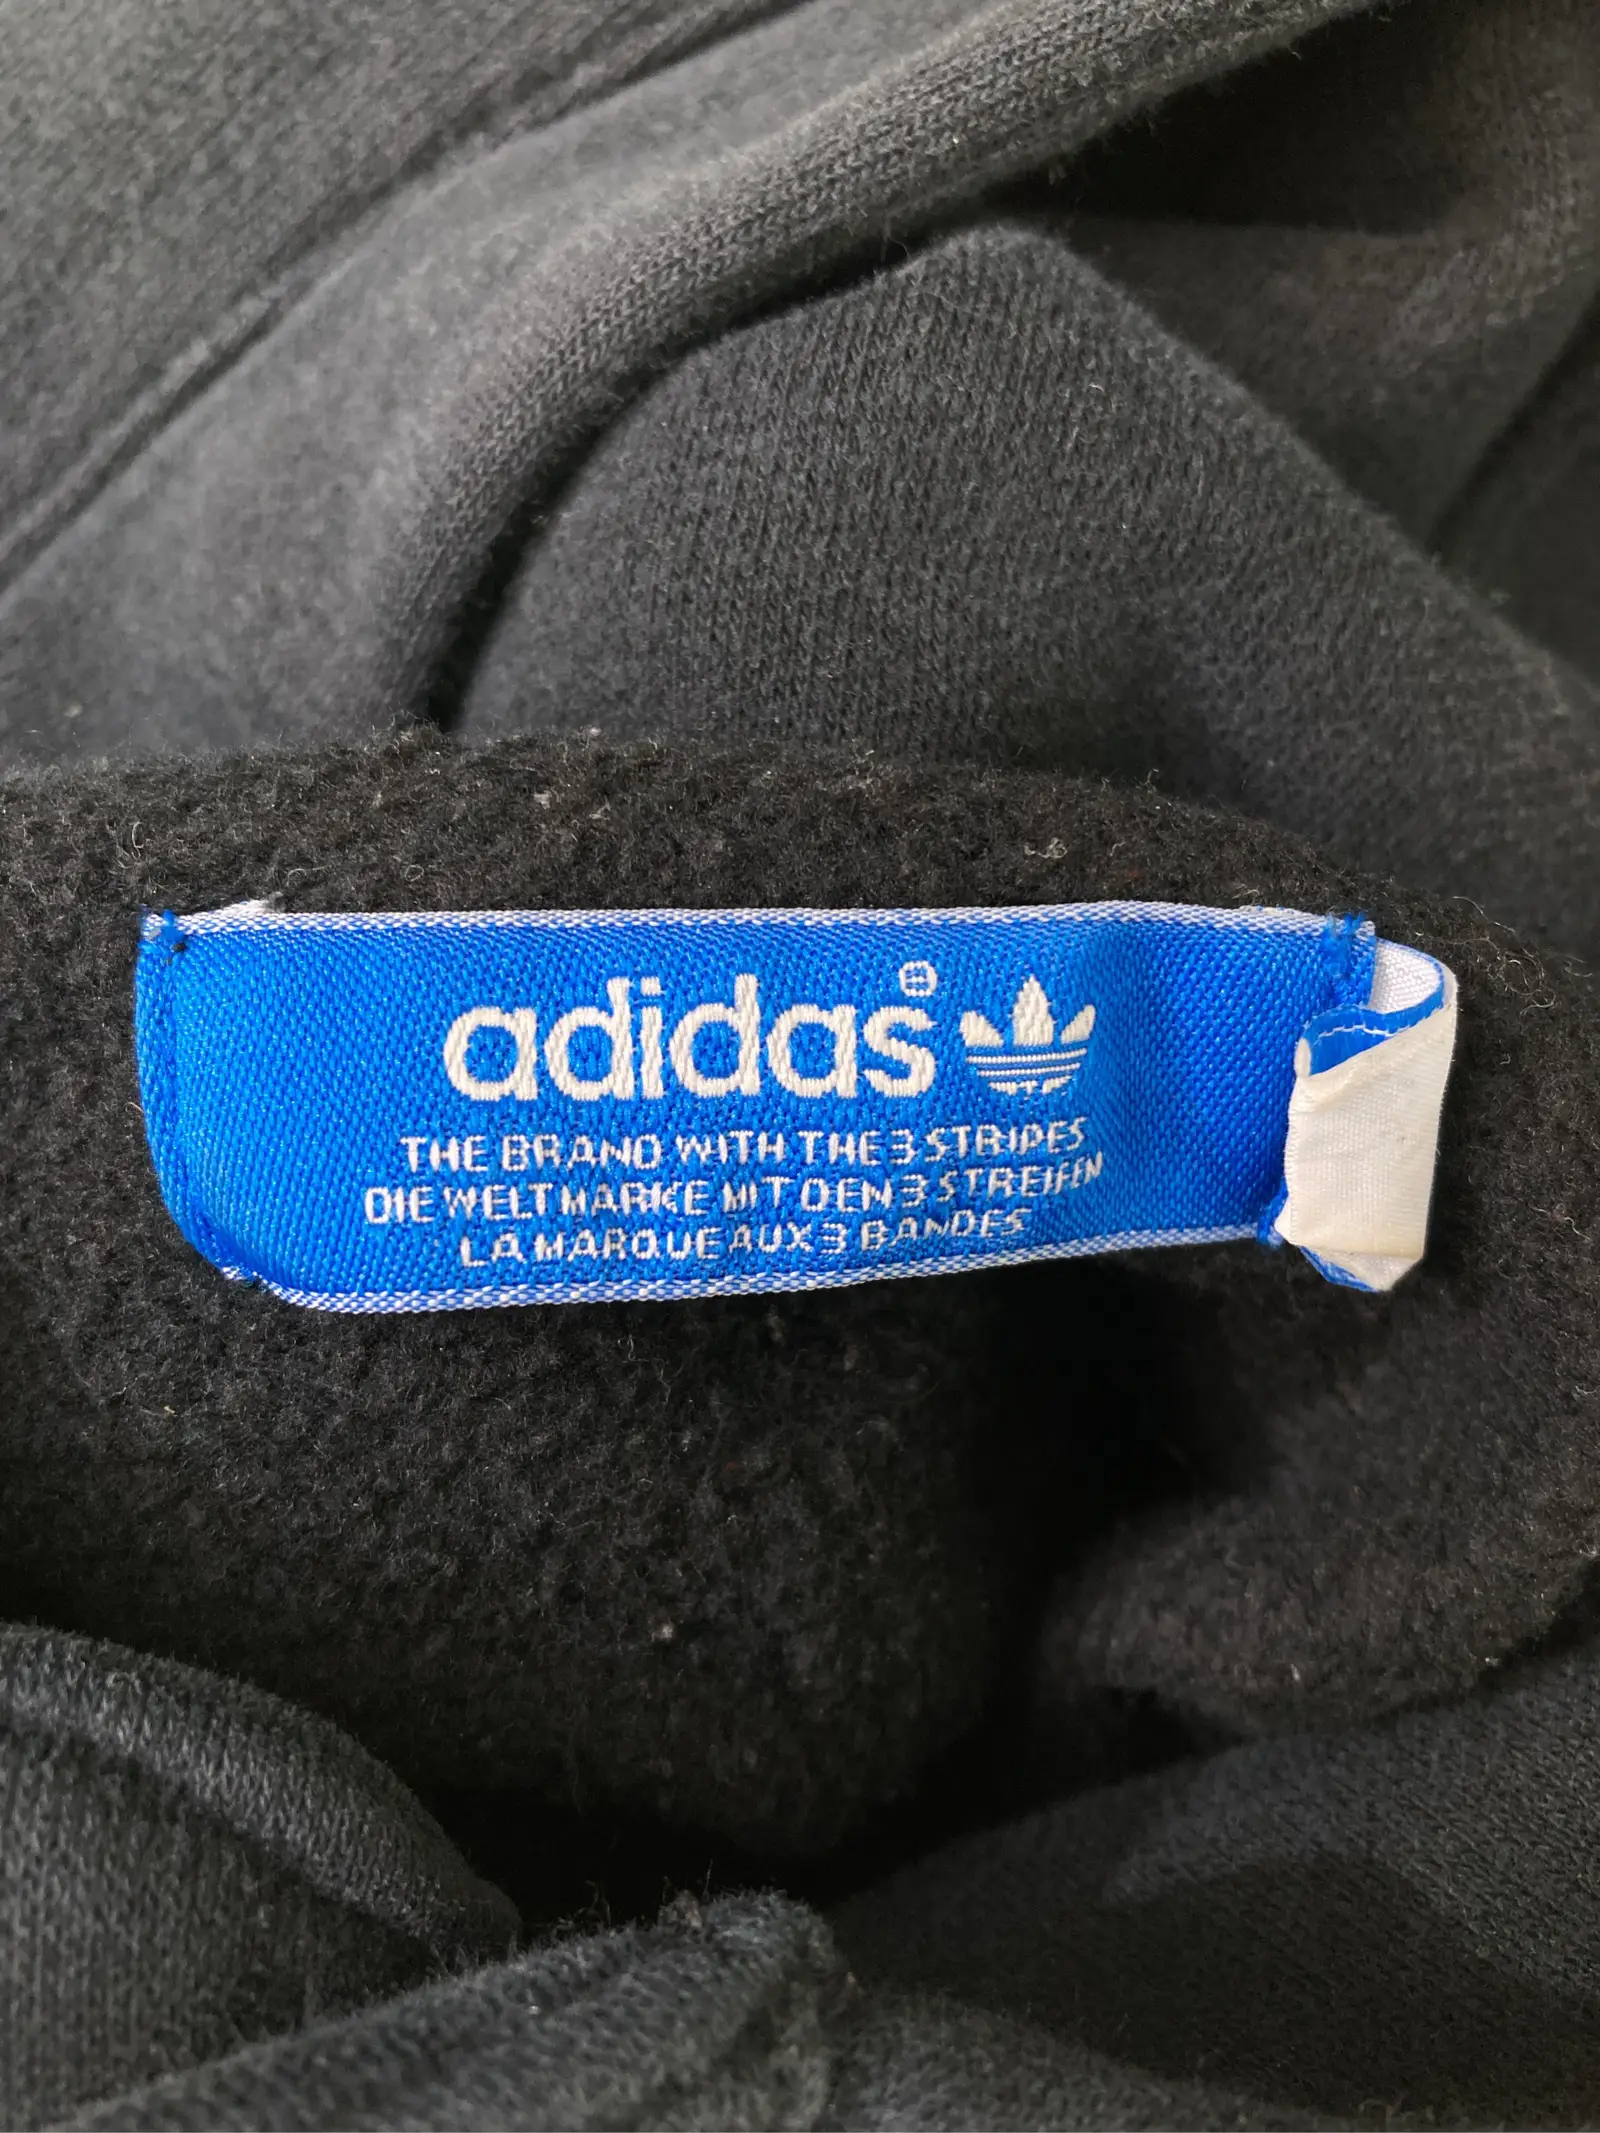 adidas®
THE BRAND WITH THE 3 STRIPES
DIE WELTMARKE MIT DEN 3 STREIFEN
LA MARQUE AUX 3 BANDES